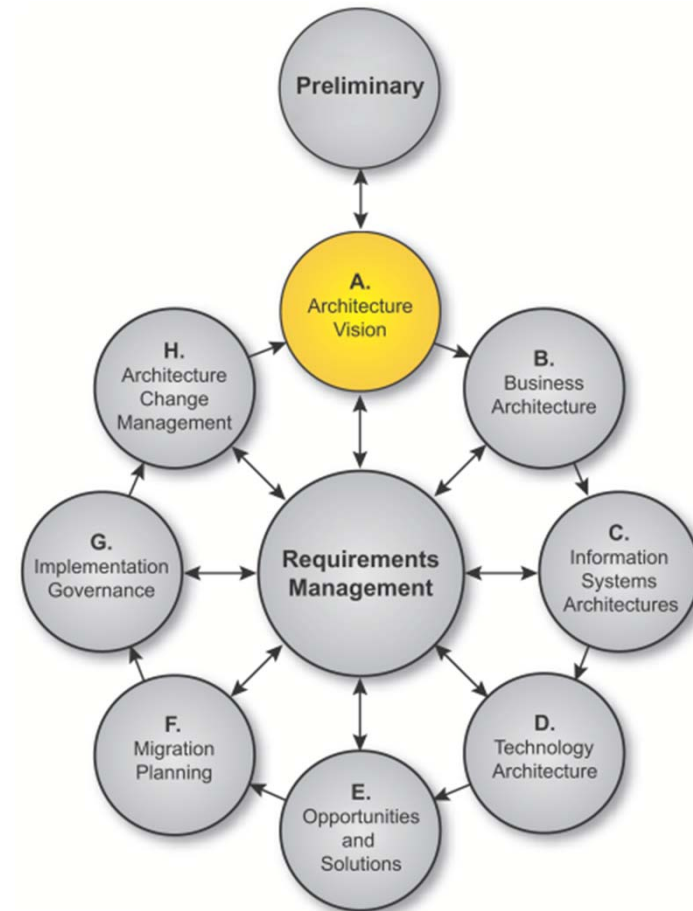 Preliminary
A.
Architecture
Vision
H.
Architecture
Change
Management
B.
Business
Architecture
G.
Implementation
Governance
Requirements
Management
C.
Information
Systems
Architectures
F.
Migration
Planning
D.
Technology
Architecture
E.
Opportunities
and
Solutions